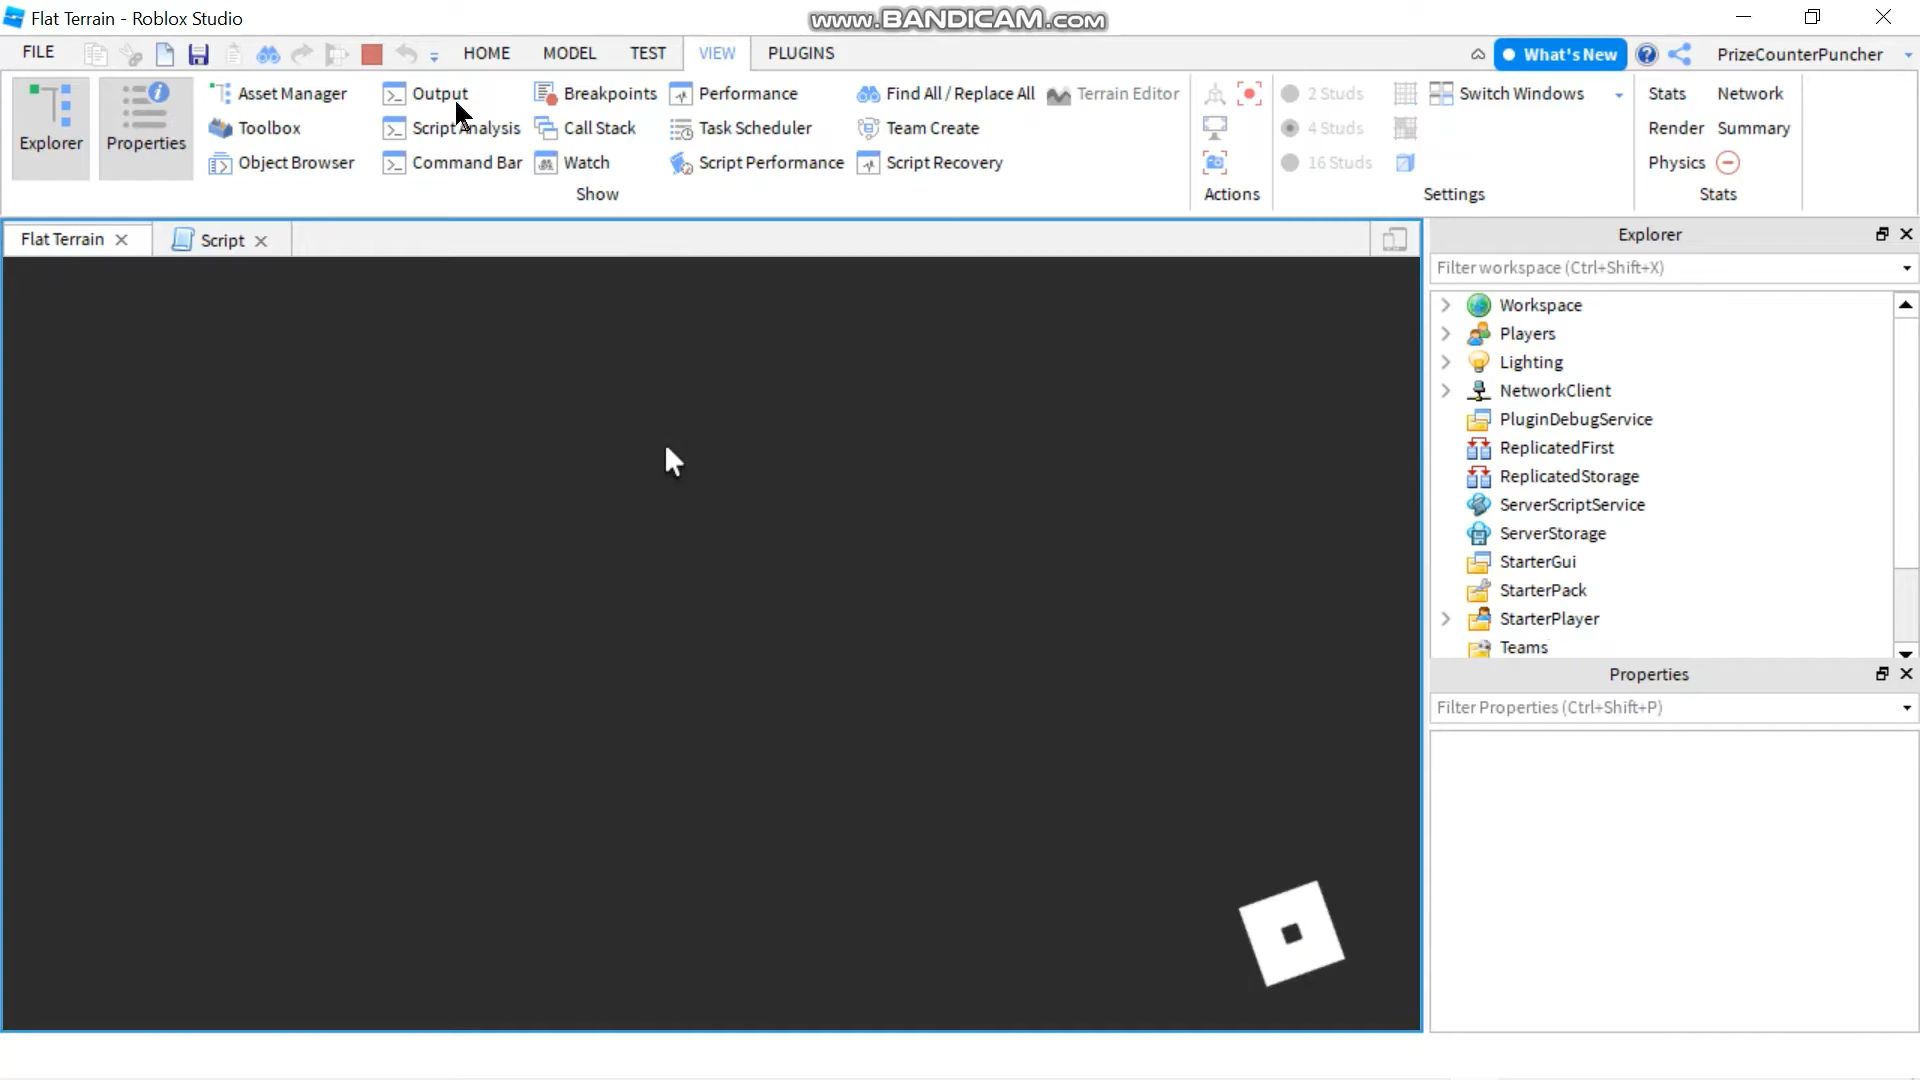 Flat Terrain - Roblox Studio
www.BANDICAM.com
FILE HOME MODEL TEST VIEW PLUGINS What's New PrizeCounterPuncher
Explorer
Properties
Asset Manager
Toolbox
Object Browser
Output
Script Analysis
Command Bar
Breakpoints
Call Stack
Watch
Performance
Task Scheduler
Script Performance
Find All / Replace All
Team Create
Script Recovery
Terrain Editor
Show
Actions
2 Studs
4 Studs
16 Studs
Switch Windows
Settings
Stats Network
Render Summary
Physics
Stats
Flat Terrain
Script
Explorer
Filter workspace (Ctrl+Shift+X)
Workspace
Players
Lighting
NetworkClient
PluginDebugService
ReplicatedFirst
ReplicatedStorage
ServerScriptService
ServerStorage
StarterGui
StarterPack
StarterPlayer
Teams
Properties
Filter Properties (Ctrl+Shift+P)